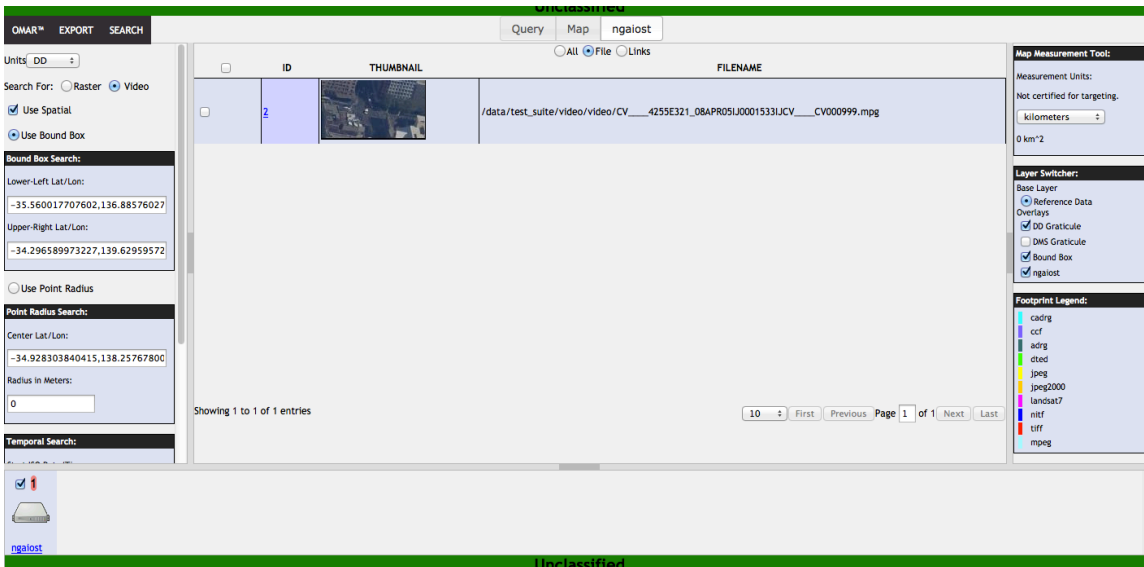 Unclassified
OMAR™ EXPORT SEARCH
Query Map ngaiost
Units DD
Search For: Raster Video
Use Spatial
Use Bound Box
Bound Box Search:
Lower-Left Lat/Lon:
-35.560017707602,136.88576027
Upper-Right Lat/Lon:
-34.296589973227,139.62959572
Use Point Radius
Point Radius Search:
Center Lat/Lon:
-34.928303840415,138.25767800
Radius in Meters:
0
Temporal Search:
All File Links
ID THUMBNAIL FILENAME
2 /data/test_suite/video/video/CV____4255E321_08APR05IJ0001533IJCV____CV000999.mpg
Showing 1 to 1 of 1 entries
10 First Previous Page 1 of 1 Next Last
Map Measurement Tool:
Measurement Units:
Not certified for targeting.
kilometers
0 km^2
Layer Switcher:
Base Layer
Reference Data
Overlays
DD Graticule
DMS Graticule
Bound Box
ngaiost
Footprint Legend:
cadrg
ccf
adrg
dted
jpeg
jpeg2000
landsat7
nitf
tiff
mpeg
1
ngaiost
Unclassified